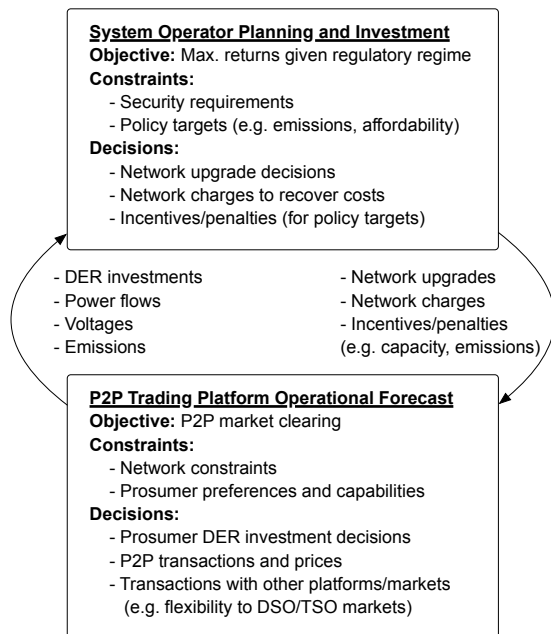 System Operator Planning and Investment
Objective: Max. returns given regulatory regime
Constraints:
- Security requirements
- Policy targets (e.g. emissions, affordability)
Decisions:
- Network upgrade decisions
- Network charges to recover costs
- Incentives/penalties (for policy targets)
- DER investments
- Power flows
- Voltages
- Emissions
- Network upgrades
- Network charges
- Incentives/penalties
(e.g. capacity, emissions)
P2P Trading Platform Operational Forecast
Objective: P2P market clearing
Constraints:
- Network constraints
- Prosumer preferences and capabilities
Decisions:
- Prosumer DER investment decisions
- P2P transactions and prices
- Transactions with other platforms/markets
(e.g. flexibility to DSO/TSO markets)